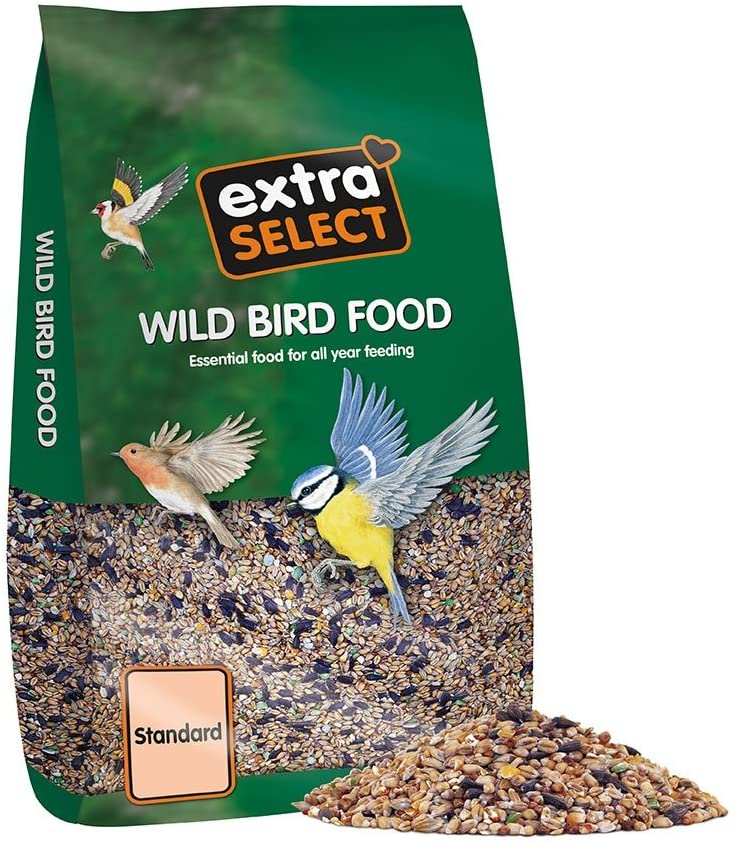 extra
SELECT
WILD BIRD FOOD
Essential food for all year feeding
WILD BIRD FOOD
Standard